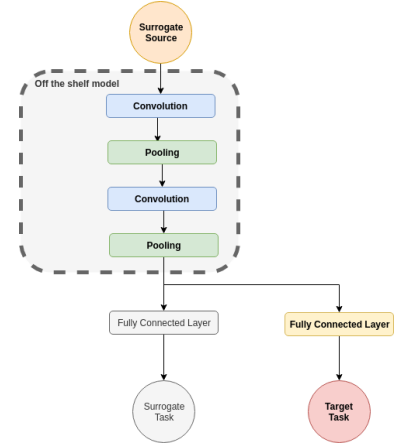 Surrogate
Source
Off the shelf model
Convolution
Pooling
Convolution
Pooling
Fully Connected Layer
Fully Connected Layer
Surrogate
Task
Target
Task